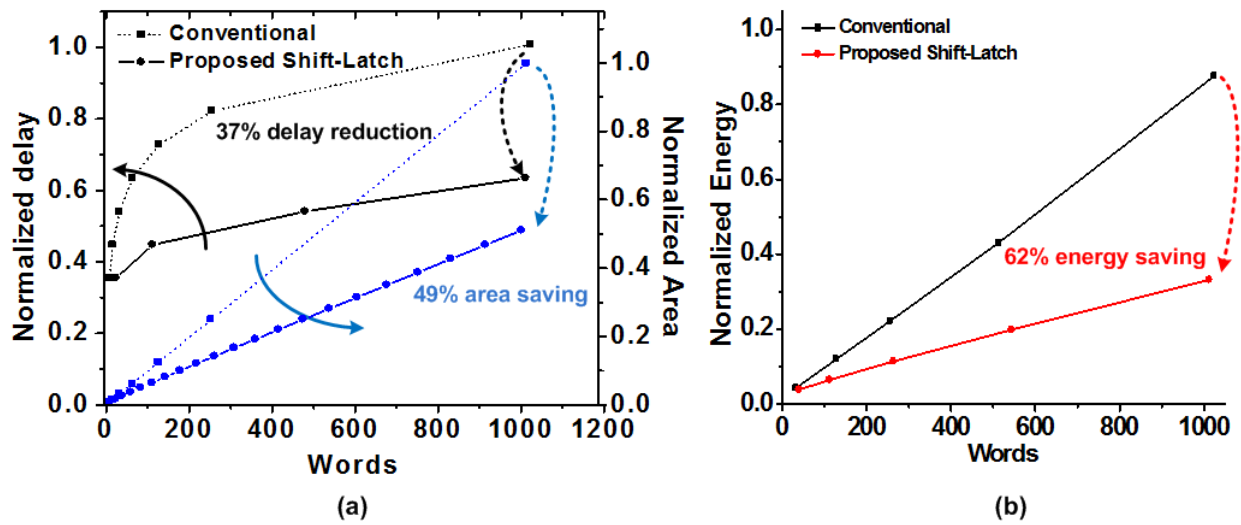 Conventional
Proposed Shift-Latch
37% delay reduction
49% area saving
Normalized delay
1.0
0.8
0.6
0.4
0.2
0.0
Normalized Area
1.0
0.8
0.6
0.4
0.2
0.0
0 200 400 600 800 1000 1200
Words
(a)
Conventional
Proposed Shift-Latch
62% energy saving
Normalized Energy
1.0
0.8
0.6
0.4
0.2
0.0
0 200 400 600 800 1000
Words
(b)